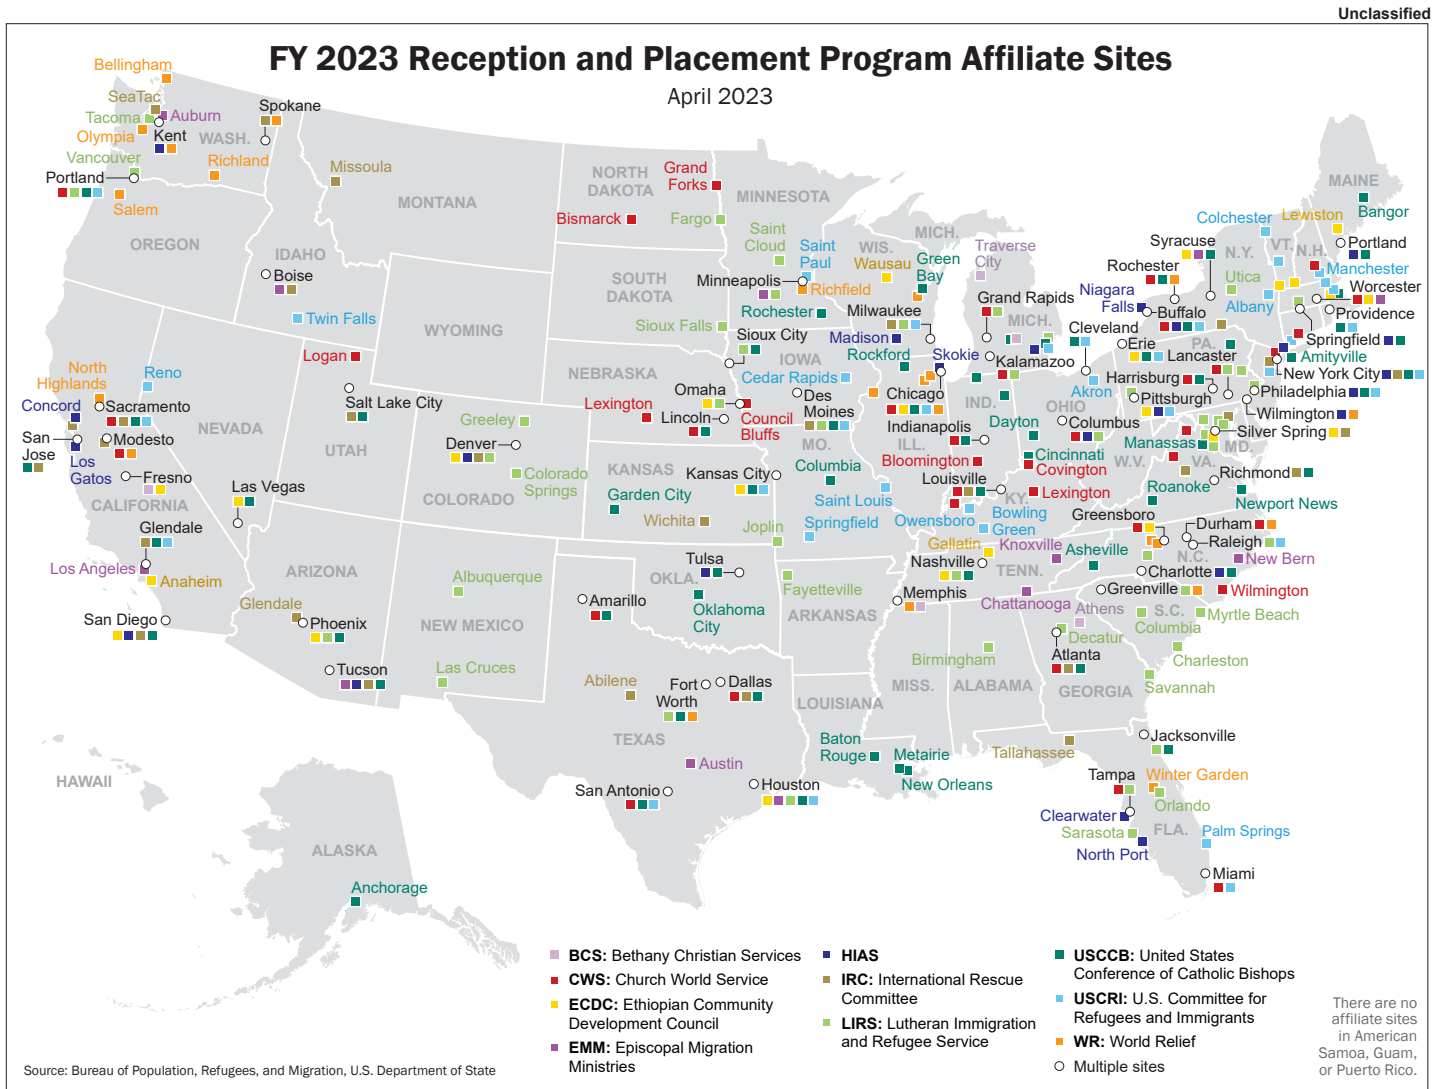 Unclassified
FY 2023 Reception and Placement Program Affiliate Sites
April 2023
Bellingham
SeaTac
Tacoma
Auburn
Olympia
Kent
WASH.
Spokane
Vancouver
Richland
Portland
Salem
OREGON
Missoula
MONTANA
IDAHO
Boise
Twin Falls
Logan
WYOMING
NORTH
DAKOTA
Grand
Forks
Bismarck
Fargo
MINNESOTA
Saint
Cloud
Saint
Paul
Minneapolis
Richfield
Rochester
SOUTH
DAKOTA
Sioux Falls
Sioux City
WIS.
Wausau
Green
Bay
Milwaukee
Madison
MICH.
Traverse
City
Grand Rapids
MICH.
Kalamazoo
MAINE
Bangor
Lewiston
Portland
Colchester
VT.
N.H.
Manchester
Syracuse
N.Y.
Rochester
Utica
Albany
Niagara
Falls
Buffalo
Worcester
Providence
Springfield
Amityville
New York City
Philadelphia
Wilmington
Silver Spring
Cleveland
Erie
PA.
Lancaster
Harrisburg
Pittsburgh
Akron
OHIO
Columbus
Dayton
Cincinnati
Covington
Manassas
MD.
W.V.
VA.
Richmond
Roanoke
Newport News
North
Highlands
Reno
Concord
Sacramento
San
Jose
Modesto
Los
Gatos
Fresno
CALIFORNIA
NEVADA
Las Vegas
Glendale
Los Angeles
Anaheim
San Diego
Salt Lake City
UTAH
Greeley
Denver
Colorado
Springs
COLORADO
NEBRASKA
Lexington
Omaha
Lincoln
Council
Bluffs
IOWA
Cedar Rapids
Des
Moines
Rockford
Skokie
Chicago
IND.
Indianapolis
ILL.
Bloomington
Louisville
KY.
Lexington
Owensboro
Bowling
Green
KANSAS
Garden City
Wichita
Kansas City
MO.
Columbia
Saint Louis
Springfield
Joplin
ARIZONA
Glendale
Phoenix
Tucson
Albuquerque
NEW MEXICO
Las Cruces
OKLA.
Tulsa
Oklahoma
City
Amarillo
Fayetteville
ARKANSAS
Gallatin
Nashville
Knoxville
TENN.
Memphis
Chattanooga
Asheville
Greensboro
Durham
Raleigh
N.C.
New Bern
Charlotte
Greenville
Wilmington
S.C.
Columbia
Myrtle Beach
Charleston
Savannah
Athens
Decatur
Atlanta
GEORGIA
Birmingham
ALABAMA
MISS.
LOUISIANA
Baton
Rouge
Metairie
New Orleans
Abilene
Fort
Worth
Dallas
TEXAS
Austin
San Antonio
Houston
Tallahassee
Jacksonville
Tampa
Winter Garden
Orlando
Clearwater
Sarasota
FLA.
Palm Springs
North Port
Miami
HAWAII
ALASKA
Anchorage
BCS: Bethany Christian Services
CWS: Church World Service
ECDC: Ethiopian Community
Development Council
EMM: Episcopal Migration
Ministries
HIAS
IRC: International Rescue
Committee
LIRS: Lutheran Immigration
and Refugee Service
USCCB: United States
Conference of Catholic Bishops
USCRI: U.S. Committee for
Refugees and Immigrants
WR: World Relief
Multiple sites
There are no
affiliate sites
in American
Samoa, Guam,
or Puerto Rico.
Source: Bureau of Population, Refugees, and Migration, U.S. Department of State